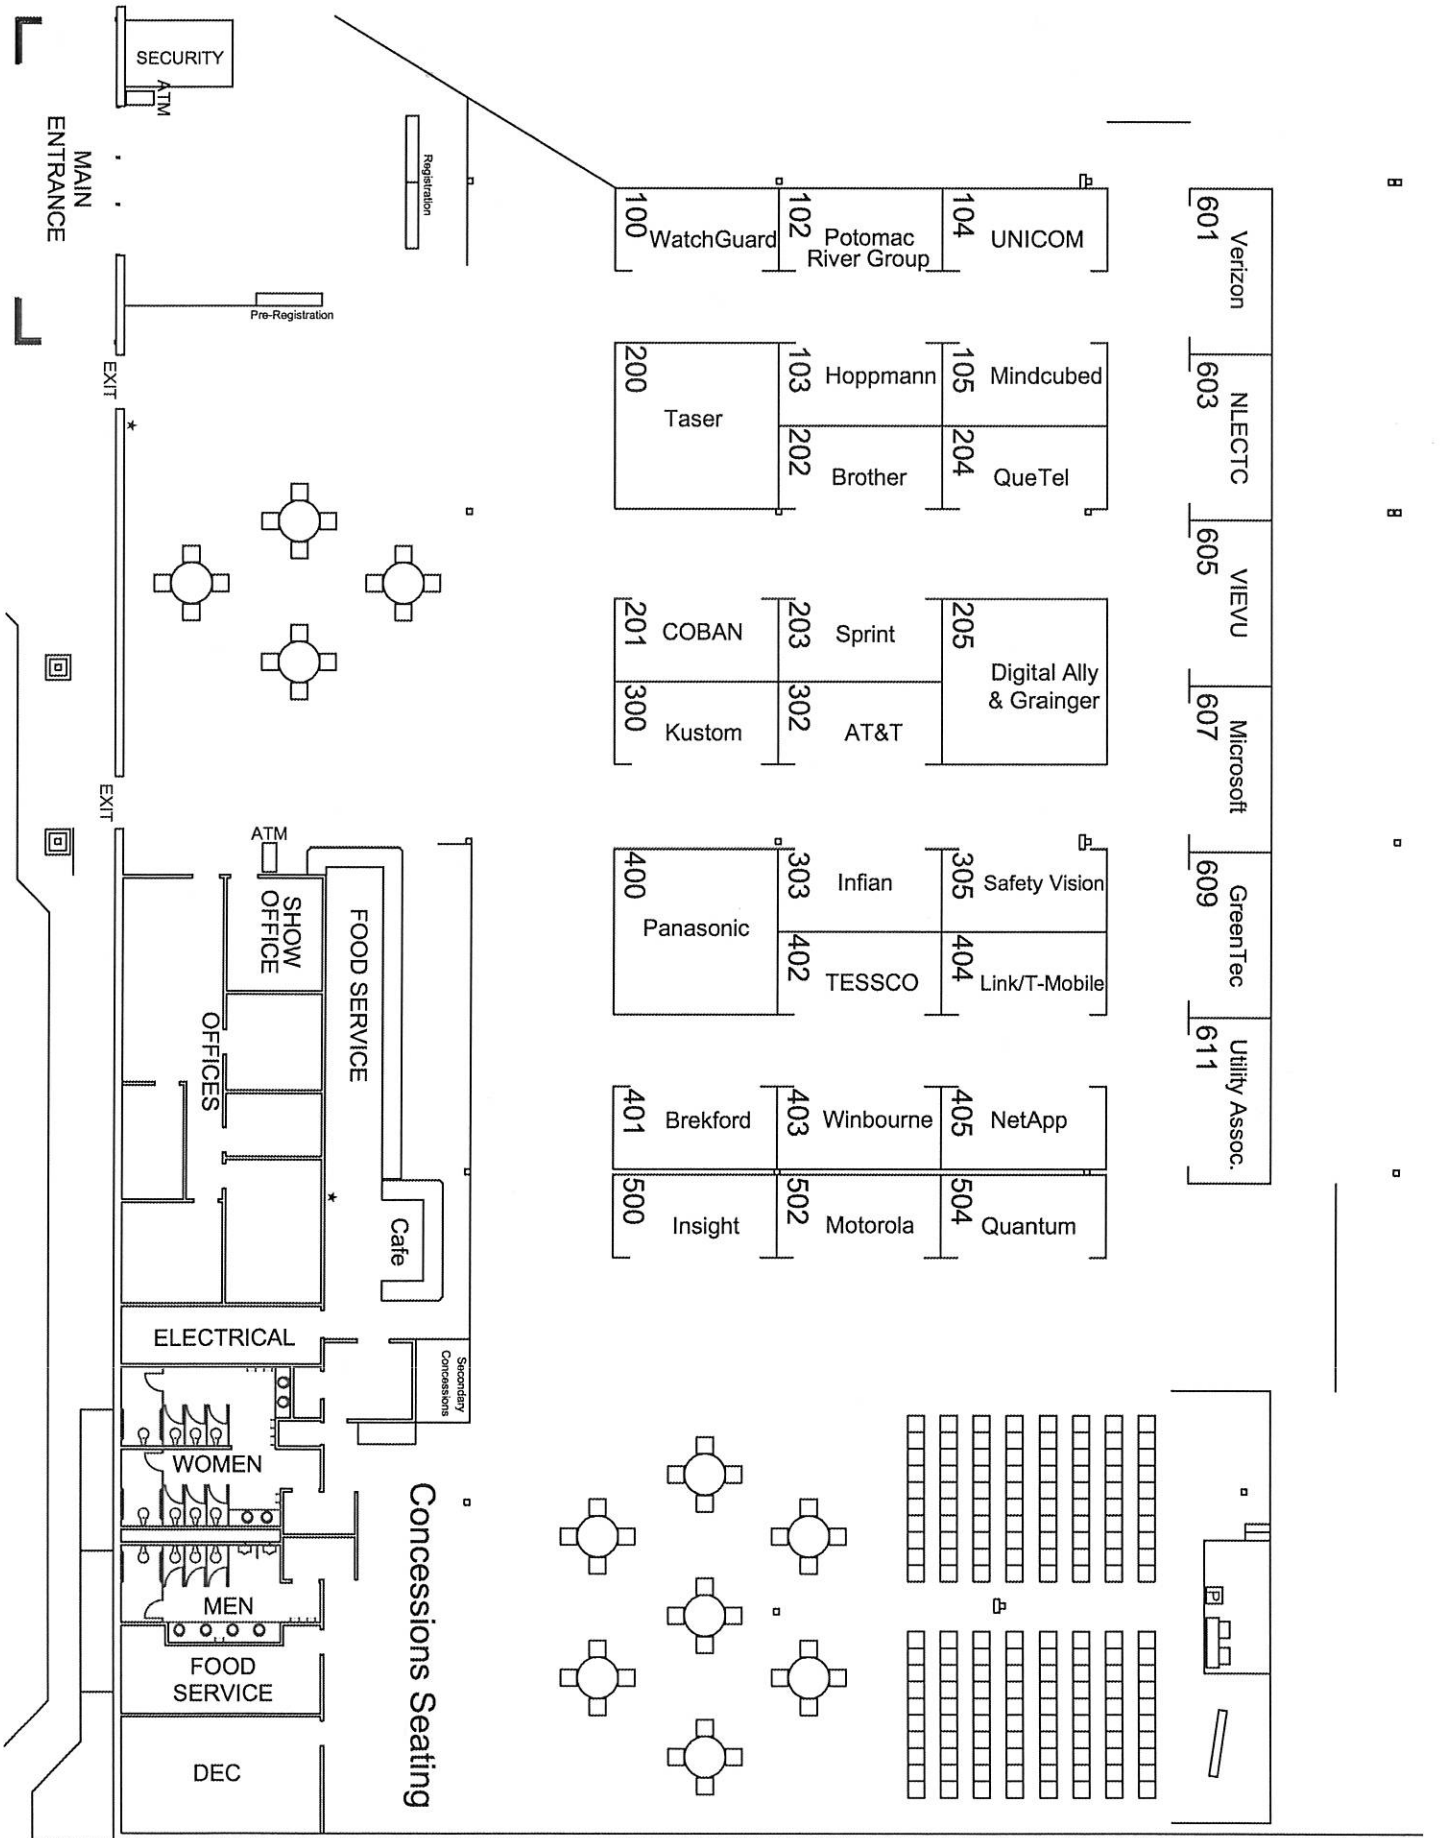 SECURITY
ATM
MAIN
ENTRANCE
Registration
Pre-Registration
EXIT
100
WatchGuard
102
Potomac
River Group
104
UNICOM
601
Verizon
200
Taser
103
Hoppmann
105
Mindcubed
202
Brother
204
QueTel
603
NLECTC
605
VIEVU
201
COBAN
203
Sprint
205
Digital Ally
& Grainger
300
Kustom
302
AT&T
607
Microsoft
EXIT
ATM
SHOW
OFFICE
FOOD SERVICE
OFFICES
400
Panasonic
303
Infian
305
Safety Vision
402
TESSCO
404
Link/T-Mobile
609
GreenTec
611
Utility Assoc.
401
Brekford
403
Winbourne
405
NetApp
500
Insight
502
Motorola
504
Quantum
Cafe
ELECTRICAL
Secondary
Concessions
WOMEN
MEN
FOOD
SERVICE
DEC
Concessions Seating
P